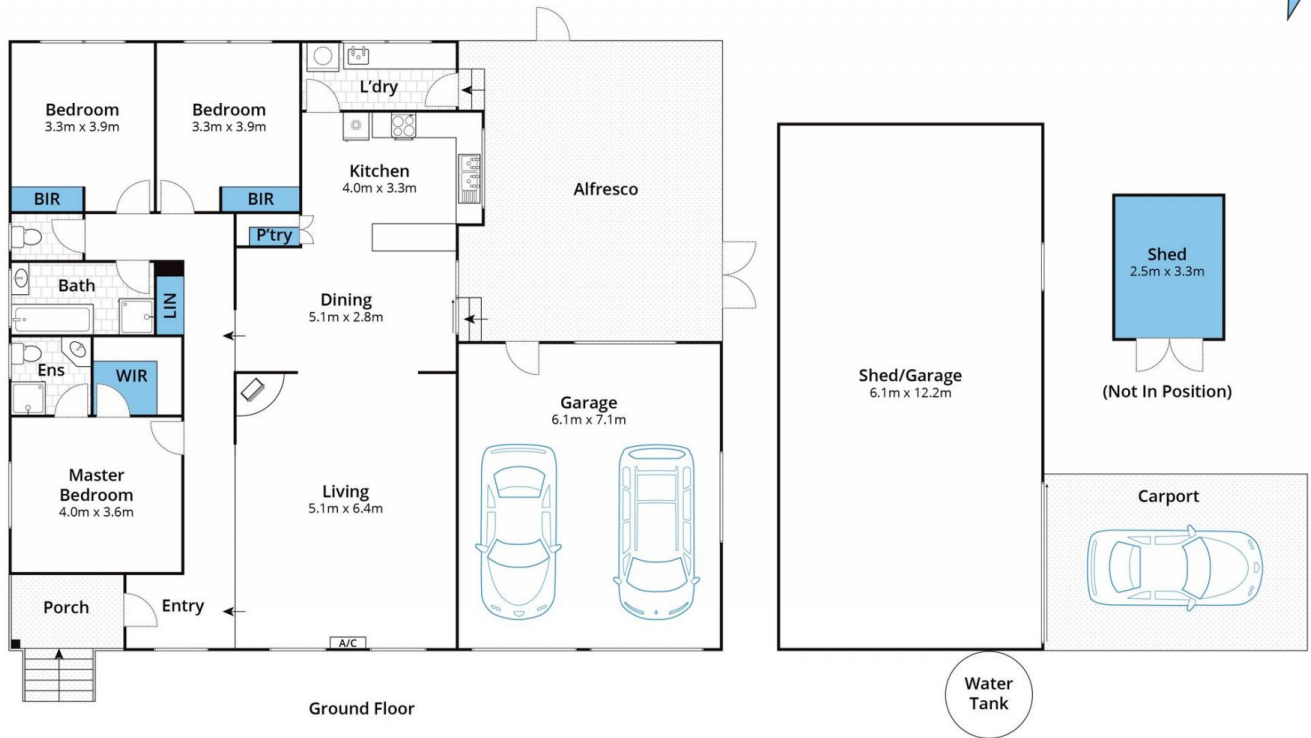 Bedroom
3.3m x 3.9m
Bedroom
3.3m x 3.9m
L'dry
Kitchen
4.0m x 3.3m
Alfresco
BIR
BIR
P'try
Bath
LIN
Dining
5.1m x 2.8m
Ens
WIR
Master
Bedroom
4.0m x 3.6m
Living
5.1m x 6.4m
Garage
6.1m x 7.1m
Porch
Entry
A/C
Ground Floor
Shed/Garage
6.1m x 12.2m
Shed
2.5m x 3.3m
(Not In Position)
Carport
Water
Tank